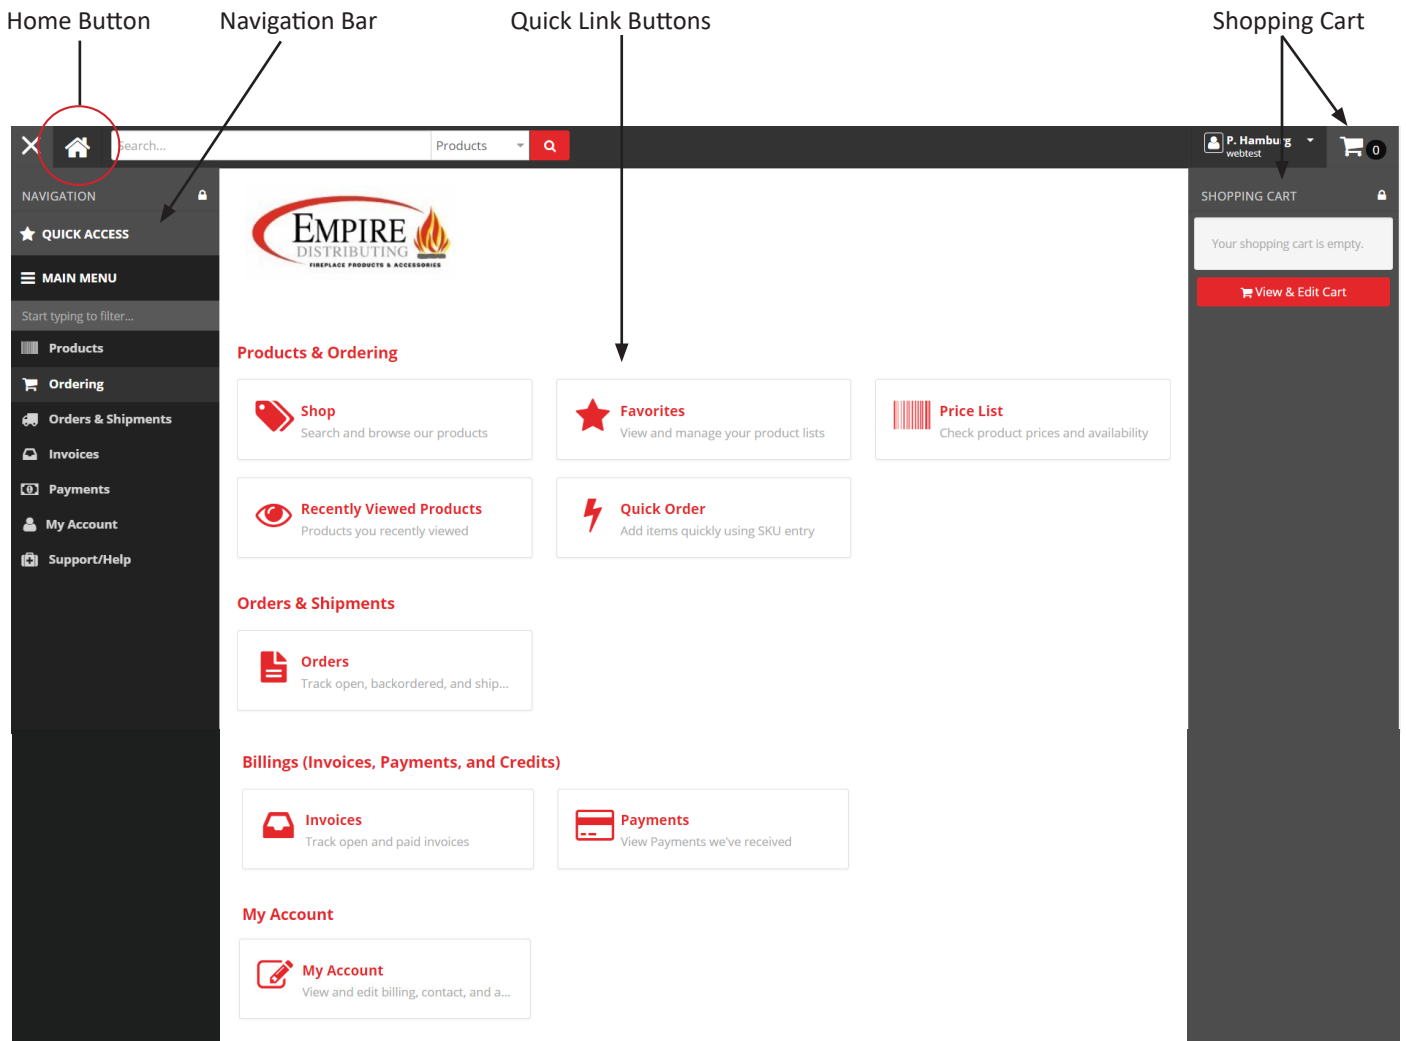 Home Button
Navigation Bar
Quick Link Buttons
Shopping Cart
Search...
Products
P. Hamburg
webtest
0
NAVIGATION
QUICK ACCESS
MAIN MENU
Start typing to filter...
Products
Ordering
Orders & Shipments
Invoices
Payments
My Account
Support/Help
EMPIRE
DISTRIBUTING
FIREPLACE PRODUCTS & ACCESSORIES
Products & Ordering
Shop
Search and browse our products
Favorites
View and manage your product lists
Price List
Check product prices and availability
Recently Viewed Products
Products you recently viewed
Quick Order
Add items quickly using SKU entry
Orders & Shipments
Orders
Track open, backordered, and ship...
Billings (Invoices, Payments, and Credits)
Invoices
Track open and paid invoices
Payments
View Payments we've received
My Account
My Account
View and edit billing, contact, and a...
SHOPPING CART
Your shopping cart is empty.
View & Edit Cart